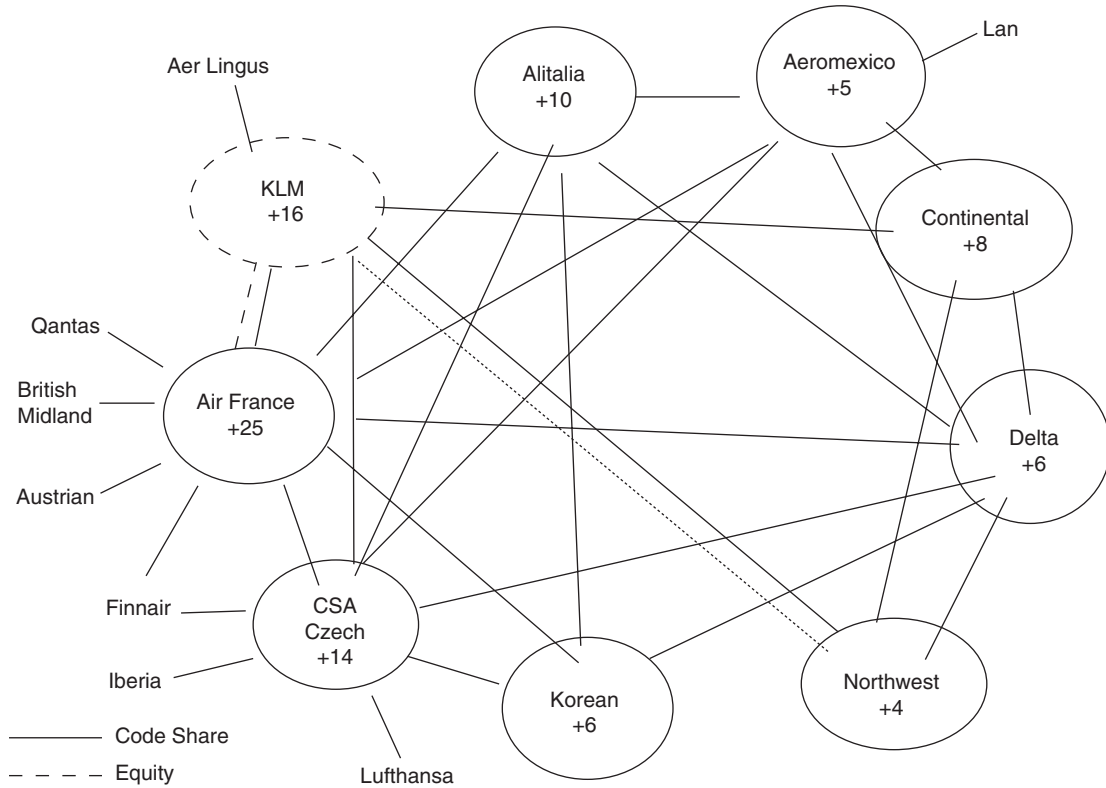 Lan
Aeromexico
+5
Alitalia
+10
Aer Lingus
KLM
+16
Continental
+8
Qantas
British
Midland
Air France
+25
Austrian
Delta
+6
Finnair
CSA
Czech
+14
Iberia
Korean
+6
Northwest
+4
Code Share
Equity
Lufthansa